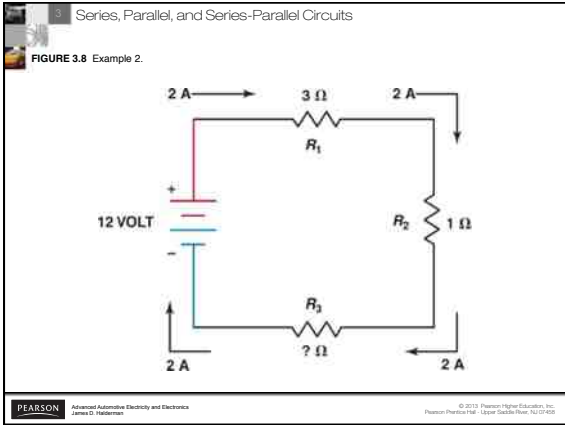 3 Series, Parallel, and Series-Parallel Circuits
FIGURE 3.8 Example 2.
2 A
3 Ω
2 A
R₁
+
12 VOLT
R₂
1 Ω
−
R₃
? Ω
2 A
2 A
PEARSON
Advanced Automotive Electricity and Electronics
James D. Halderman
© 2013 Pearson Higher Education, Inc.
Pearson Prentice Hall - Upper Saddle River, NJ 07458